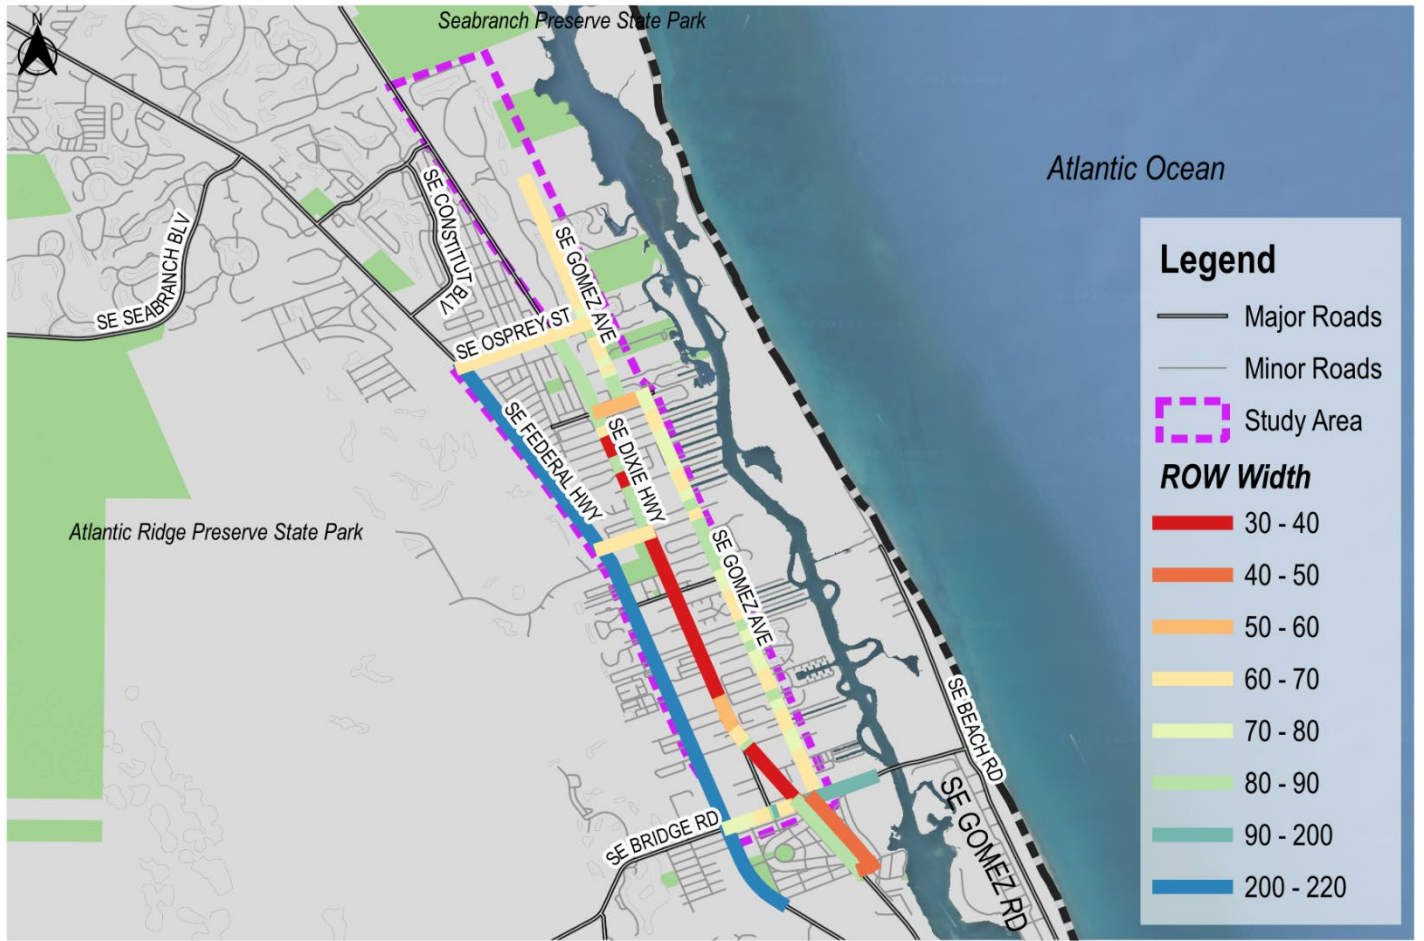 N
Seabranch Preserve State Park
Atlantic Ocean
SE CONSTITUT BLV
SE SEABRANCH BLV
SE GOMEZ AVE
SE OSPREY ST
SE FEDERAL HWY
SE DIXIE HWY
Atlantic Ridge Preserve State Park
SE GOMEZ AVE
SE BEACH RD
SE BRIDGE RD
SE GOMEZ RD
Legend
Major Roads
Minor Roads
Study Area
ROW Width
30 - 40
40 - 50
50 - 60
60 - 70
70 - 80
80 - 90
90 - 200
200 - 220